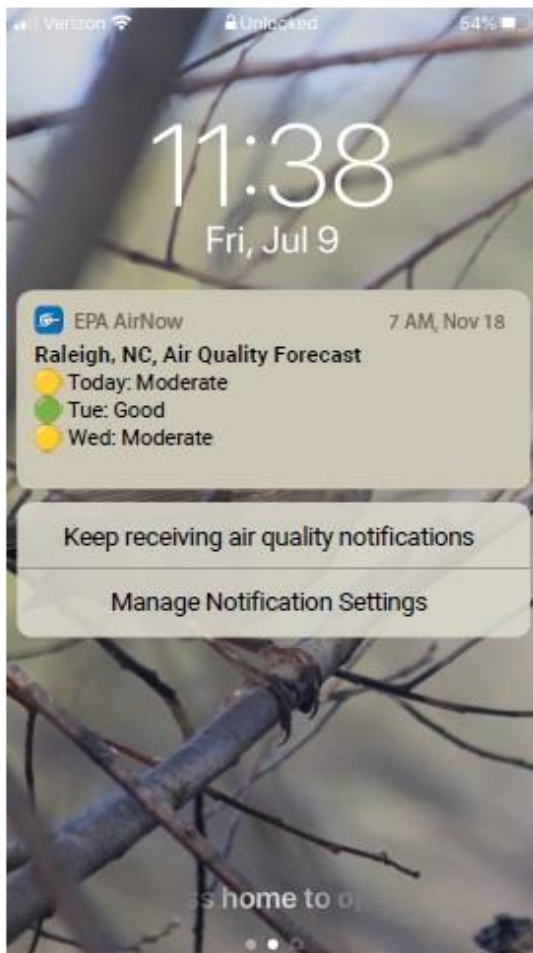 Verizon
Unlocked
54%
11:38
Fri, Jul 9
EPA AirNow
7 AM, Nov 18
Raleigh, NC, Air Quality Forecast
Today: Moderate
Tue: Good
Wed: Moderate
Keep receiving air quality notifications
Manage Notification Settings
home to